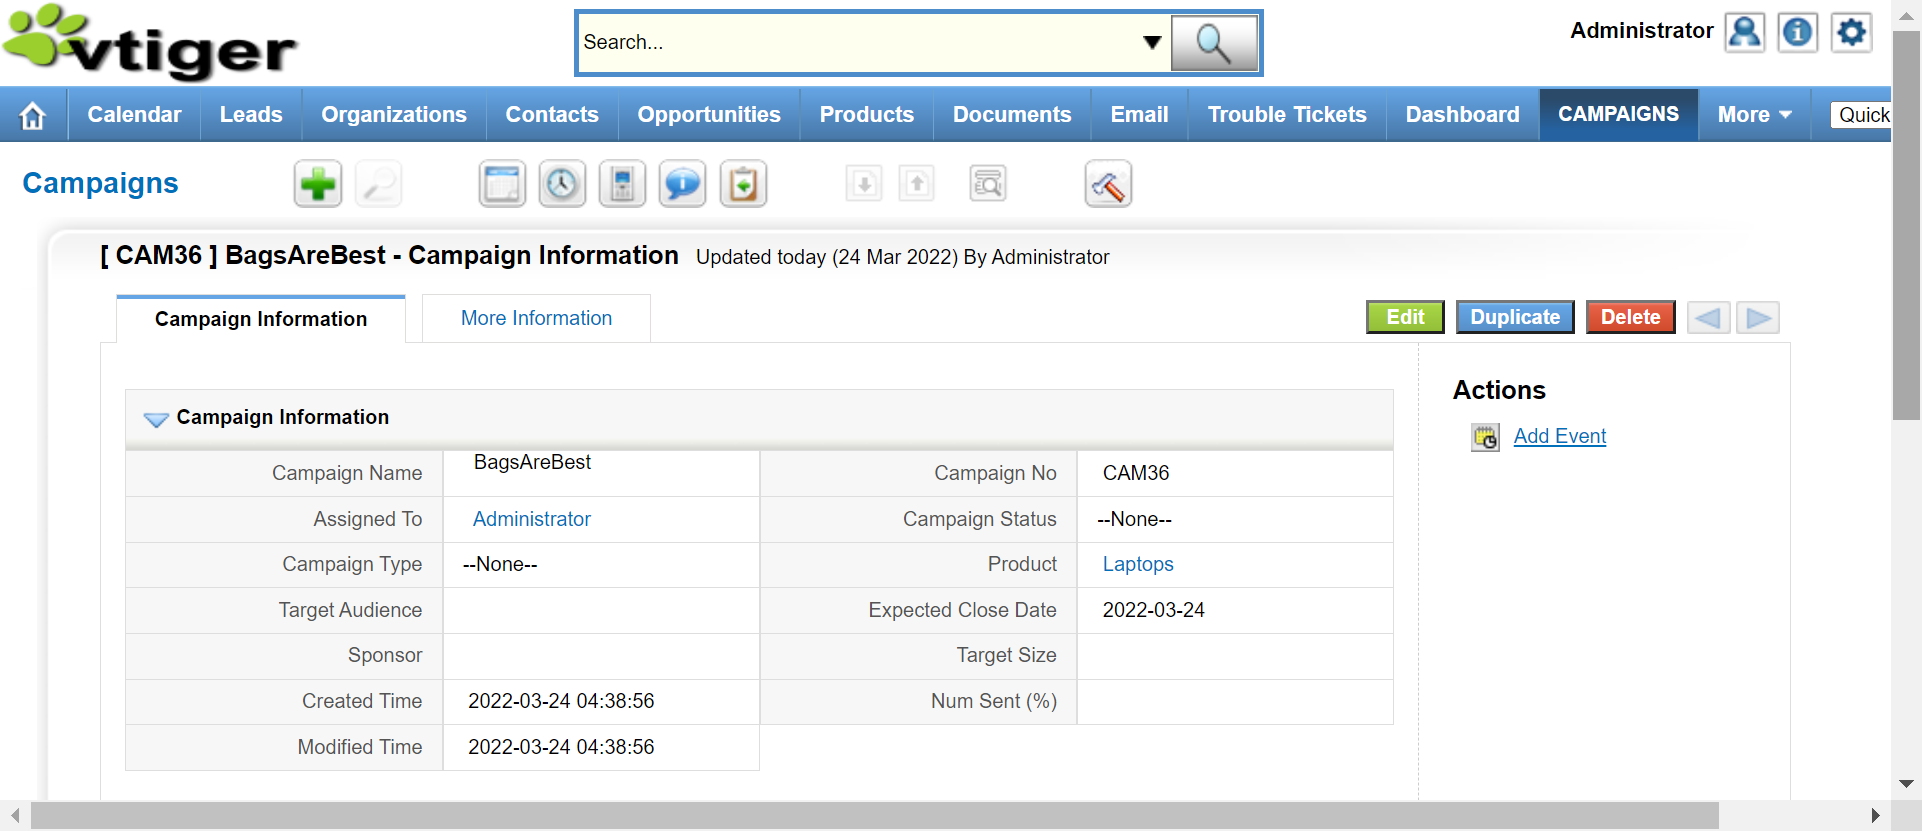 vtiger
Search...
Administrator
Calendar Leads Organizations Contacts Opportunities Products Documents Email Trouble Tickets Dashboard CAMPAIGNS More Quick
Campaigns
[ CAM36 ] BagsAreBest - Campaign Information Updated today (24 Mar 2022) By Administrator
Campaign Information More Information Edit Duplicate Delete
Actions
Add Event
Campaign Information
Campaign Name BagsAreBest Campaign No CAM36
Assigned To Administrator Campaign Status --None--
Campaign Type --None-- Product Laptops
Target Audience Expected Close Date 2022-03-24
Sponsor Target Size
Created Time 2022-03-24 04:38:56 Num Sent (%)
Modified Time 2022-03-24 04:38:56